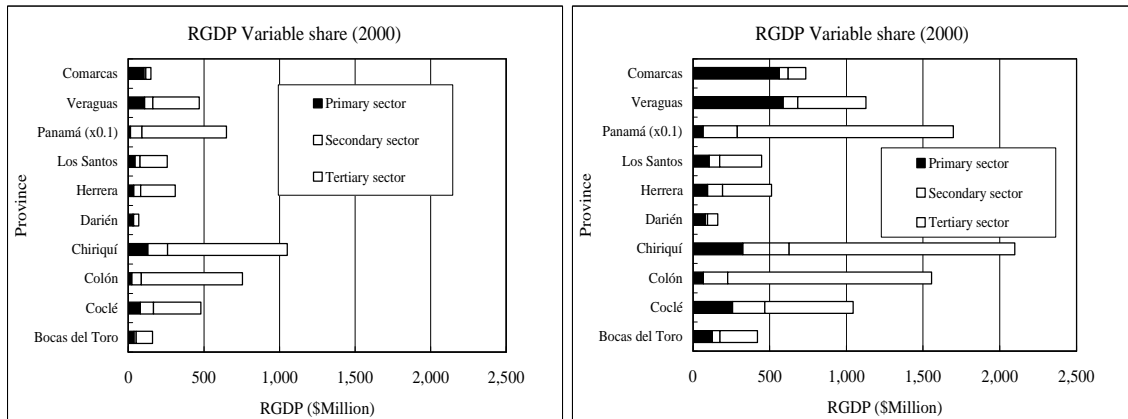 RGDP Variable share (2000)
Province
Comarcas
Veraguas
Panamá (x0.1)
Los Santos
Herrera
Darién
Chiriquí
Colón
Coclé
Bocas del Toro
Primary sector
Secondary sector
Tertiary sector
0 500 1,000 1,500 2,000 2,500
RGDP ($Million)
RGDP Variable share (2000)
Province
Comarcas
Veraguas
Panamá (x0.1)
Los Santos
Herrera
Darién
Chiriquí
Colón
Coclé
Bocas del Toro
Primary sector
Secondary sector
Tertiary sector
0 500 1,000 1,500 2,000 2,500
RGDP ($Million)